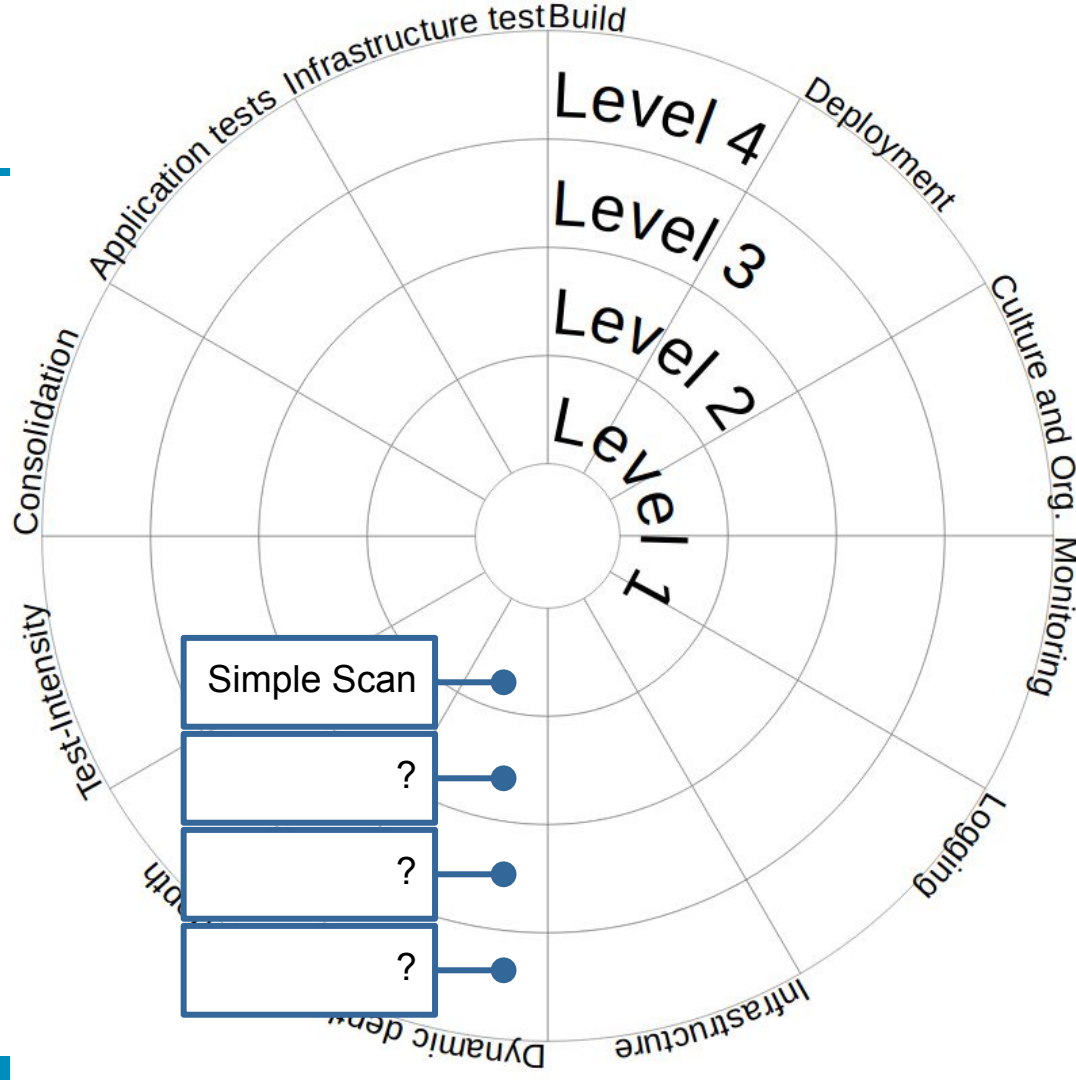 Infrastructure test
Build
Deployment
Culture and Org.
Monitoring
Logging
Infrastructure
Dynamic
Test-Intensity
Consolidation
Application tests
Level 4
Level 3
Level 2
Level 1
Simple Scan
?
?
?